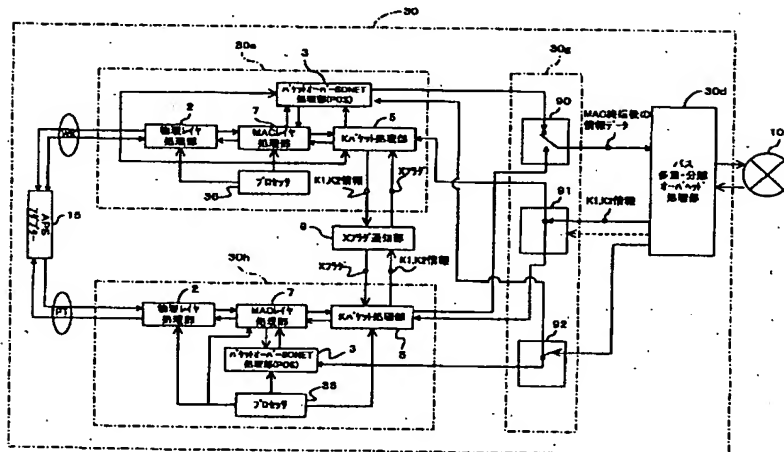 30
30a
30g
3
パケットオーバーSONET
処理部(POS)
2
物理レイヤ
処理部
7
MACレイヤ
処理部
5
Kパケット処理部
90
MAC終端後の
情報データ
30d
10
WK
プロセッサ
36
K1,K2情報
Xフラグ
91
K1,K2情報
パス
多重・分離
オーバヘッド
処理部
15
APS
アダプター
Xフラグ通知部
Xフラグ
K1,K2情報
30h
PT
2
物理レイヤ
処理部
7
MACレイヤ
処理部
Kパケット処理部
5
92
パケットオーバーSONET
処理部(POS)
3
プロセッサ